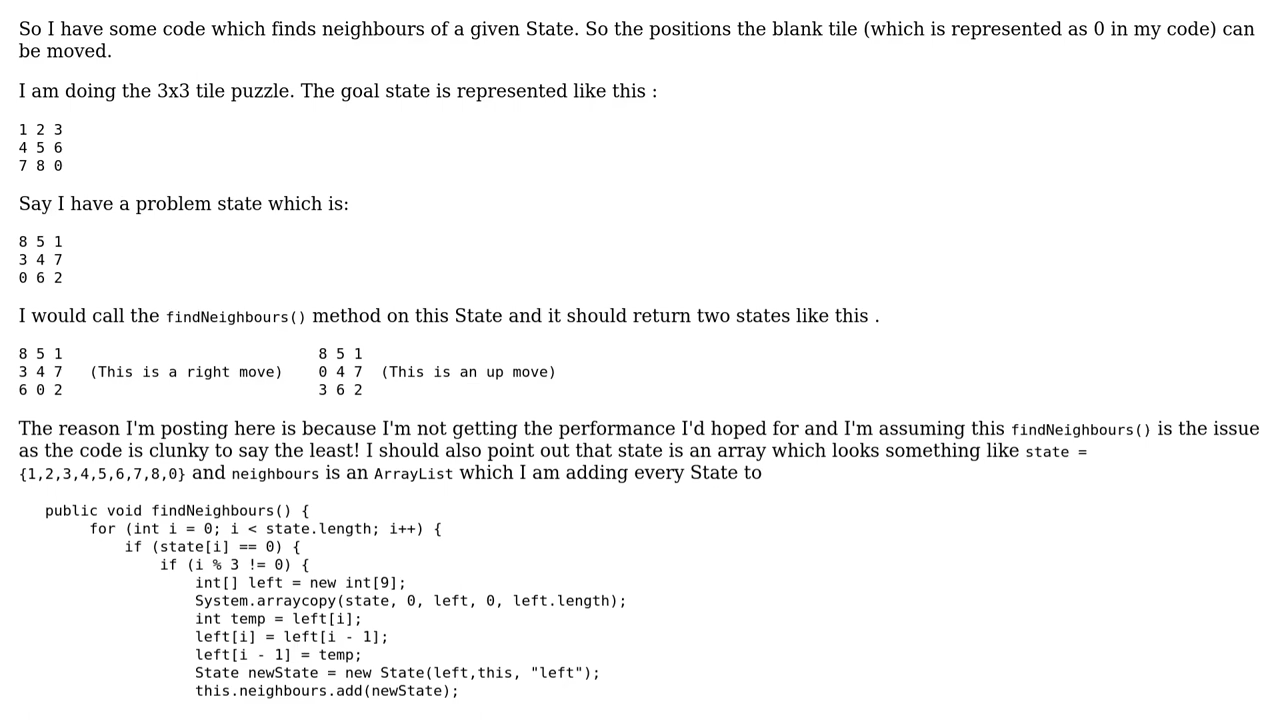 So I have some code which finds neighbours of a given State. So the positions the blank tile (which is represented as 0 in my code) can
be moved.
I am doing the 3x3 tile puzzle. The goal state is represented like this :
1 2 3
4 5 6
7 8 0
Say I have a problem state which is:
8 5 1
3 4 7
0 6 2
I would call the findNeighbours() method on this State and it should return two states like this .
8 5 1                             8 5 1
3 4 7   (This is a right move)    0 4 7  (This is an up move)
6 0 2                             3 6 2
The reason I'm posting here is because I'm not getting the performance I'd hoped for and I'm assuming this findNeighbours() is the issue
as the code is clunky to say the least! I should also point out that state is an array which looks something like state =
{1,2,3,4,5,6,7,8,0} and neighbours is an ArrayList which I am adding every State to
   public void findNeighbours() {
        for (int i = 0; i < state.length; i++) {
            if (state[i] == 0) {
                if (i % 3 != 0) {
                    int[] left = new int[9];
                    System.arraycopy(state, 0, left, 0, left.length);
                    int temp = left[i];
                    left[i] = left[i - 1];
                    left[i - 1] = temp;
                    State newState = new State(left,this, "left");
                    this.neighbours.add(newState);